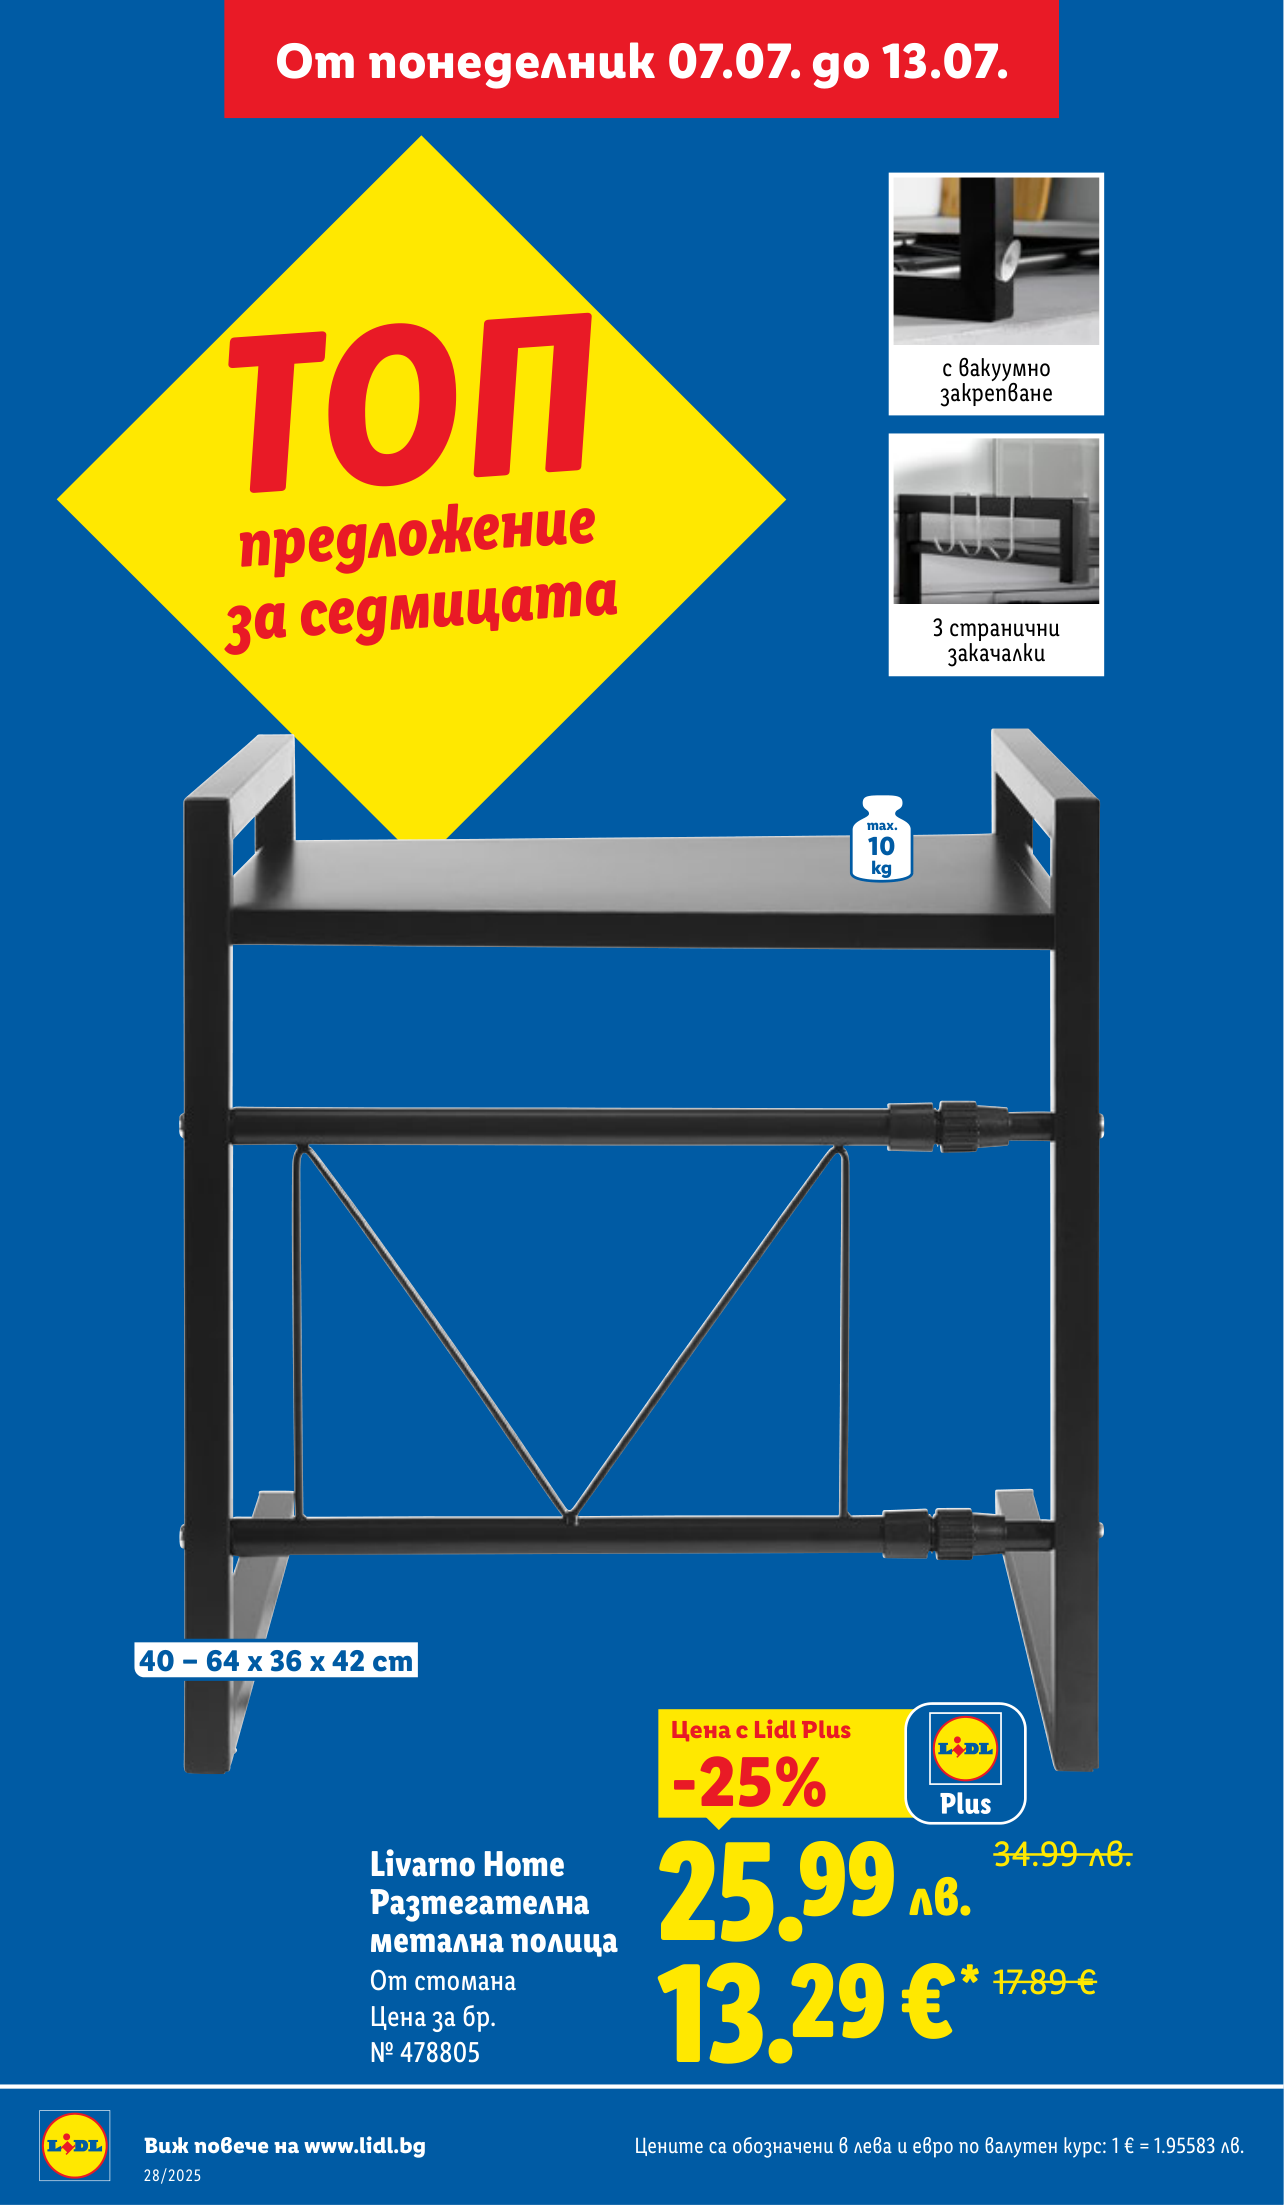 От понеделник 07.07. до 13.07.
ТОП
предложение
за седмицата
с вакуумно
закрепване
3 странични
закачалки
max.
10
kg
40 – 64 x 36 x 42 cm
Цена с Lidl Plus
-25%
LIDL
Plus
Livarno Home
Разтегателна
метална полица
От стомана
Цена за бр.
№ 478805
25.99 лв.
34.99 лв.
13.29 €*
17.89 €
LIDL
Виж повече на www.lidl.bg
28/2025
Цените са обозначени в лева и евро по валутен курс: 1 € = 1.95583 лв.